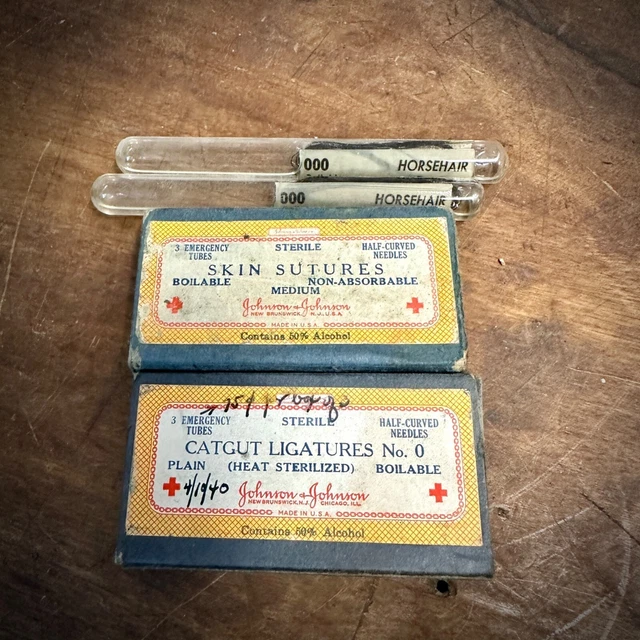 000 HORSEHAIR
000 HORSEHAIR
3 EMERGENCY TUBES STERILE HALF-CURVED NEEDLES
SKIN SUTURES
BOILABLE NON-ABSORBABLE
MEDIUM
Johnson & Johnson
NEW BRUNSWICK, N.J., U.S.A.
MADE IN U.S.A.
Contains 50% Alcohol
3 EMERGENCY TUBES STERILE HALF-CURVED NEEDLES
CATGUT LIGATURES No. 0
PLAIN (HEAT STERILIZED) BOILABLE
4/19/40
Johnson & Johnson
NEW BRUNSWICK, N.J. CHICAGO, ILL.
MADE IN U.S.A.
Contains 50% Alcohol